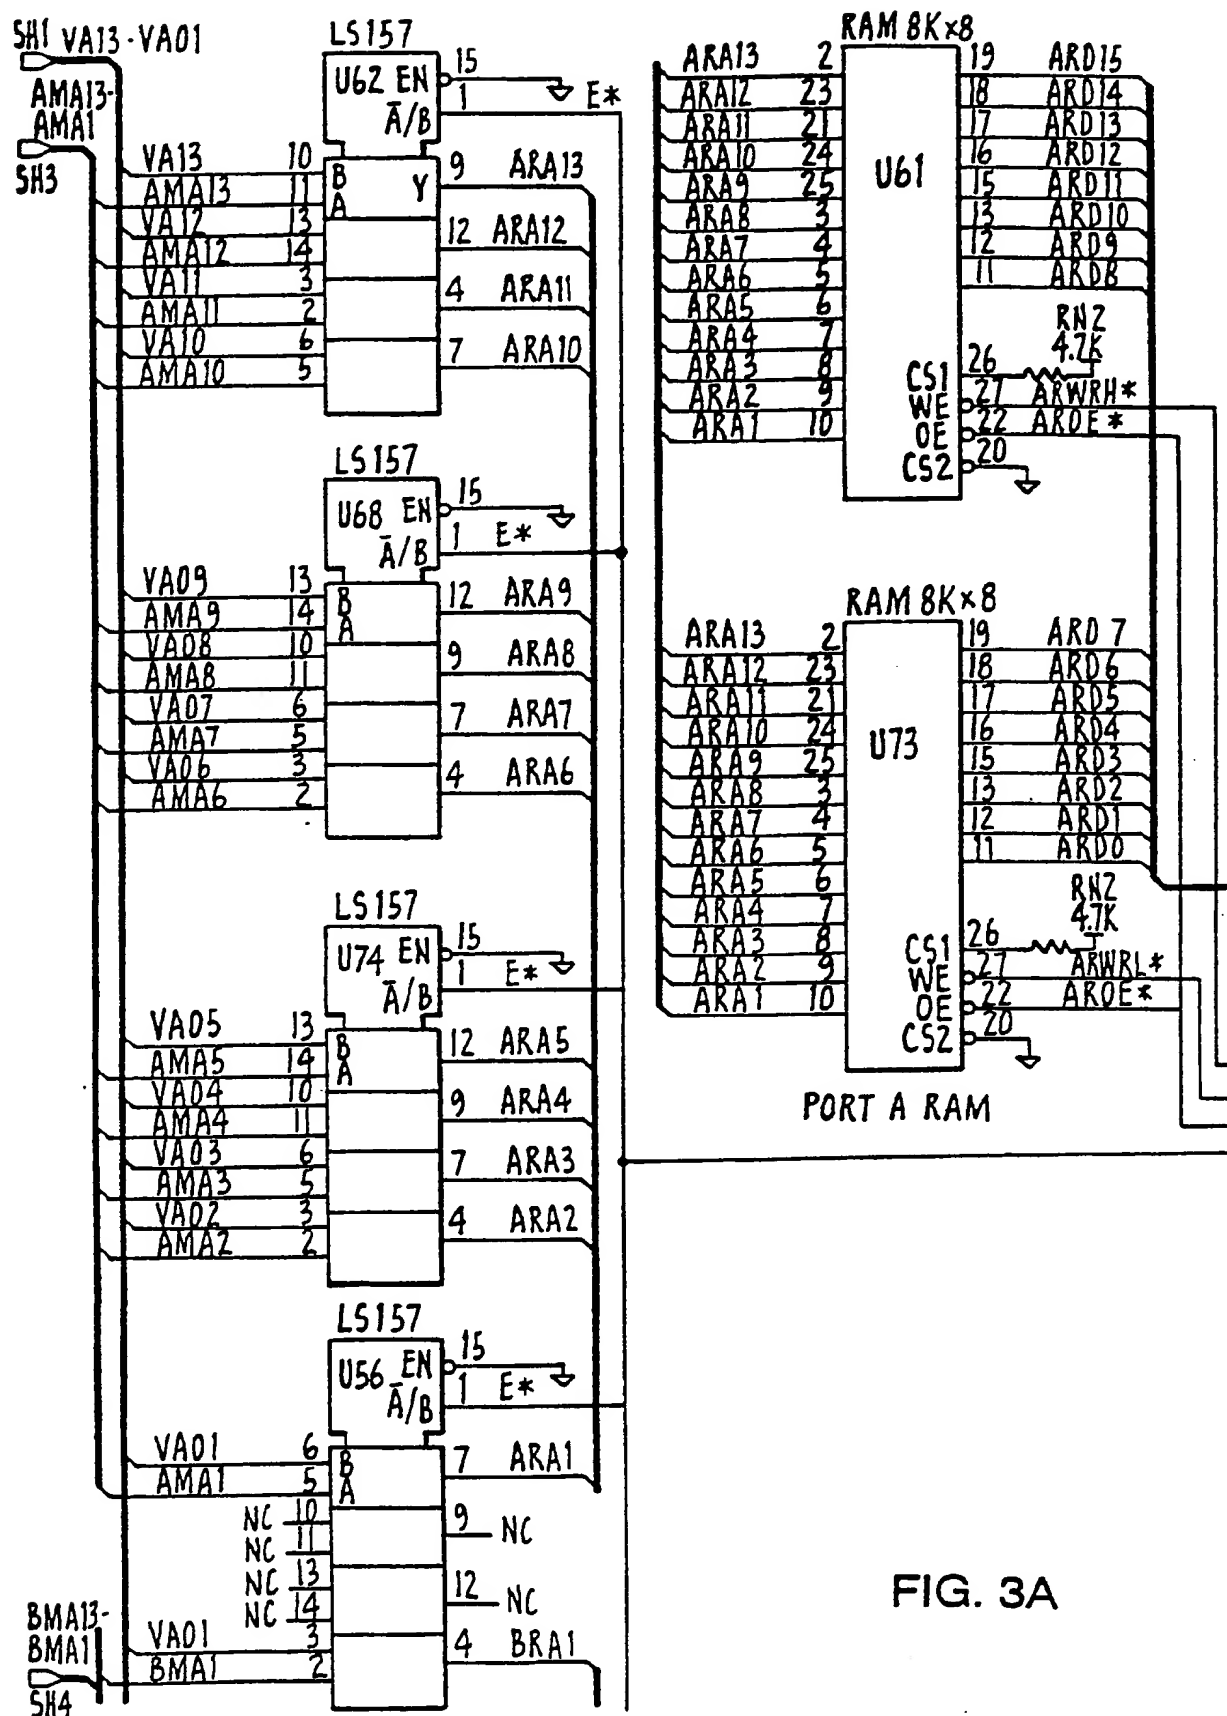 SH1 VA13-VA01
AMA13-
AMA1
SH3
LS157
U62 EN 15
A̅/B 1 E*
VA13 10 B Y 9 ARA13
AMA13 11 A
VA12 13 12 ARA12
AMA12 14
VA11 3 4 ARA11
AMA11 2
VA10 6 7 ARA10
AMA10 5
LS157
U68 EN 15
A̅/B 1 E*
VA09 13 B 12 ARA9
AMA9 14 A
VA08 10 9 ARA8
AMA8 11
VA07 6 7 ARA7
AMA7 5
VA06 3 4 ARA6
AMA6 2
LS157
U74 EN 15
A̅/B 1 E*
VA05 13 B 12 ARA5
AMA5 14 A
VA04 10 9 ARA4
AMA4 11
VA03 6 7 ARA3
AMA3 5
VA02 3 4 ARA2
AMA2 2
LS157
U56 EN 15
A̅/B 1 E*
VA01 6 B 7 ARA1
AMA1 5 A
NC 10 9 NC
NC 11
NC 13 12 NC
NC 14
BMA13-
BMA1
SH4
VA01 3 4 BRA1
BMA1 2
RAM 8K×8
U61
ARA13 2 19 ARD15
ARA12 23 18 ARD14
ARA11 21 17 ARD13
ARA10 24 16 ARD12
ARA9 25 15 ARD11
ARA8 3 13 ARD10
ARA7 4 12 ARD9
ARA6 5 11 ARD8
ARA5 6
ARA4 7
ARA3 8
ARA2 9
ARA1 10
RN2
4.7K
CS1 26
WE 27 ARWRH*
OE 22 AROE*
CS2 20
RAM 8K×8
U73
ARA13 2 19 ARD7
ARA12 23 18 ARD6
ARA11 21 17 ARD5
ARA10 24 16 ARD4
ARA9 25 15 ARD3
ARA8 3 13 ARD2
ARA7 4 12 ARD1
ARA6 5 11 ARD0
ARA5 6
ARA4 7
ARA3 8
ARA2 9
ARA1 10
RN2
4.7K
CS1 26
WE 27 ARWRL*
OE 22 AROE*
CS2 20
PORT A RAM
FIG. 3A